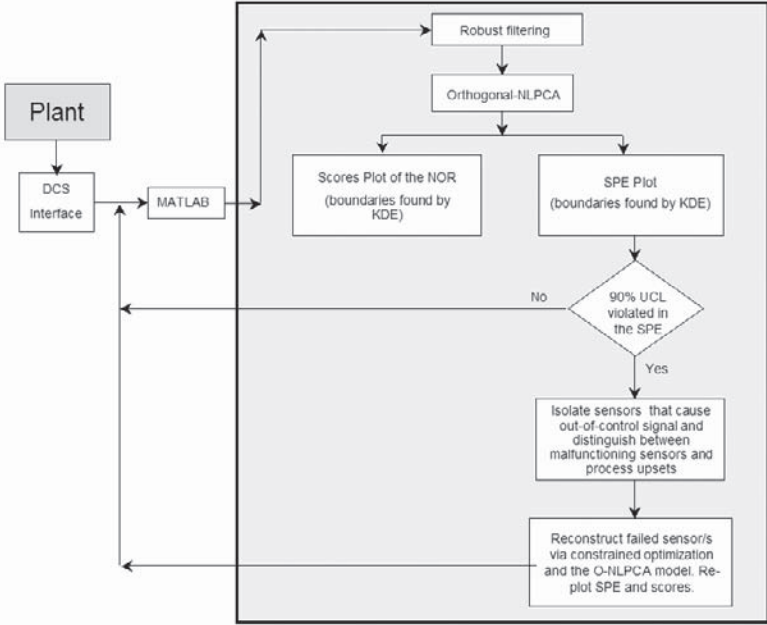 Robust filtering
Orthogonal-NLPCA
Plant
DCS
Interface
MATLAB
Scores Plot of the NOR
(boundaries found by
KDE)
SPE Plot
(boundaries found by KDE)
No
90% UCL
violated in
the SPE
Yes
Isolate sensors that cause
out-of-control signal and
distinguish between
malfunctioning sensors and
process upsets
Reconstruct failed sensor/s
via constrained optimization
and the O-NLPCA model. Re-
plot SPE and scores.